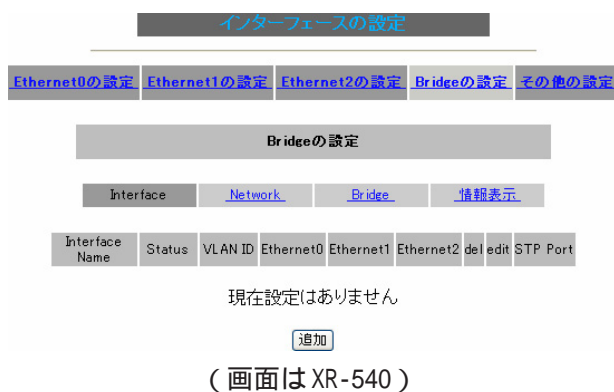 インターフェースの設定
Ethernet0の設定 Ethernet1の設定 Ethernet2の設定 Bridgeの設定 その他の設定
Bridgeの設定
Interface Network Bridge 情報表示
Interface Name Status VLAN ID Ethernet0 Ethernet1 Ethernet2 del edit STP Port
現在設定はありません
追加
(画面はXR-540)